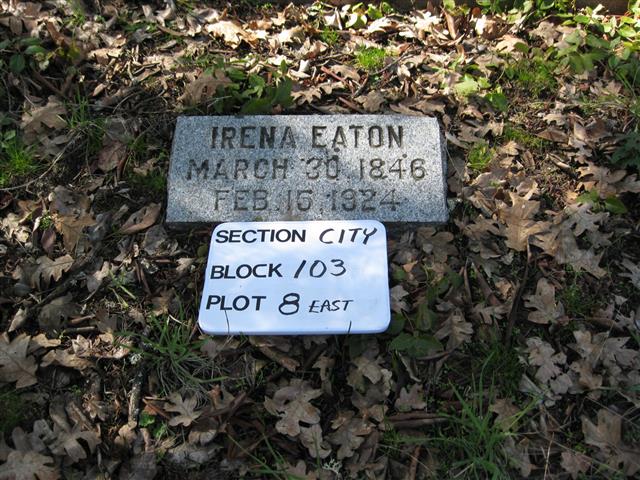 IRENA EATON
MARCH 30 1846
FEB. 15 1924
SECTION CITY
BLOCK 103
PLOT 8 EAST